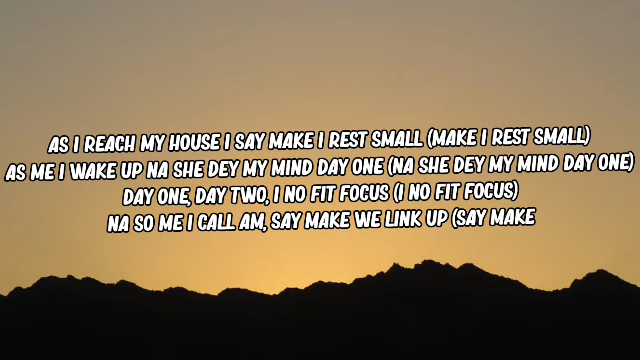 AS I REACH MY HOUSE I SAY MAKE I REST SMALL (MAKE I REST SMALL)
AS ME I WAKE UP NA SHE DEY MY MIND DAY ONE (NA SHE DEY MY MIND DAY ONE)
DAY ONE, DAY TWO, I NO FIT FOCUS (I NO FIT FOCUS)
NA SO ME I CALL AM, SAY MAKE WE LINK UP (SAY MAKE